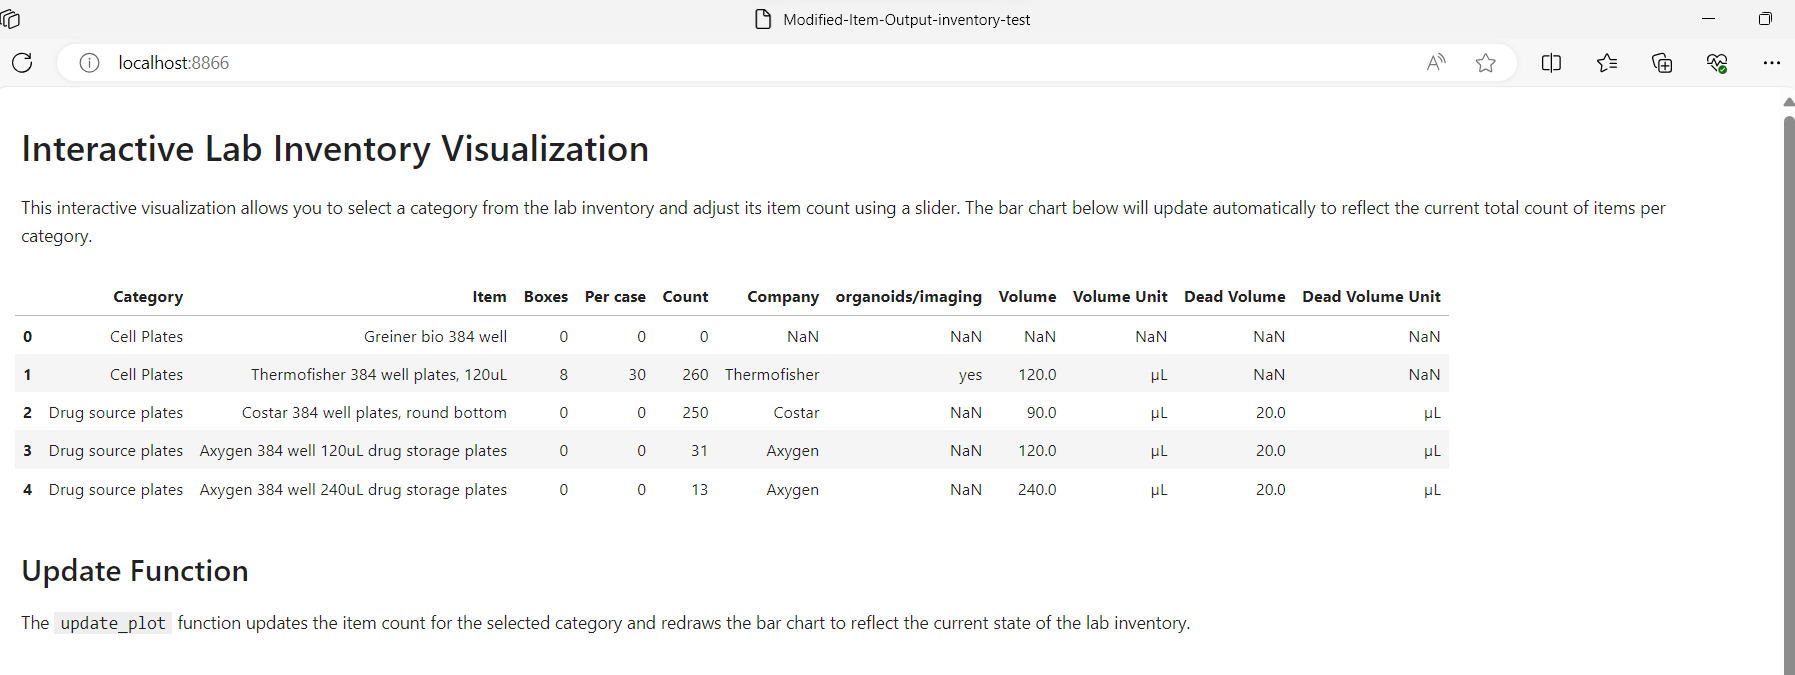 Modified-Item-Output-inventory-test
localhost:8866
Interactive Lab Inventory Visualization
This interactive visualization allows you to select a category from the lab inventory and adjust its item count using a slider. The bar chart below will update automatically to reflect the current total count of items per
category.
Category Item Boxes Per case Count Company organoids/imaging Volume Volume Unit Dead Volume Dead Volume Unit
0 Cell Plates Greiner bio 384 well 0 0 0 NaN NaN NaN NaN NaN NaN
1 Cell Plates Thermofisher 384 well plates, 120uL 8 30 260 Thermofisher yes 120.0 μL NaN NaN
2 Drug source plates Costar 384 well plates, round bottom 0 0 250 Costar NaN 90.0 μL 20.0 μL
3 Drug source plates Axygen 384 well 120uL drug storage plates 0 0 31 Axygen NaN 120.0 μL 20.0 μL
4 Drug source plates Axygen 384 well 240uL drug storage plates 0 0 13 Axygen NaN 240.0 μL 20.0 μL
Update Function
The update_plot function updates the item count for the selected category and redraws the bar chart to reflect the current state of the lab inventory.